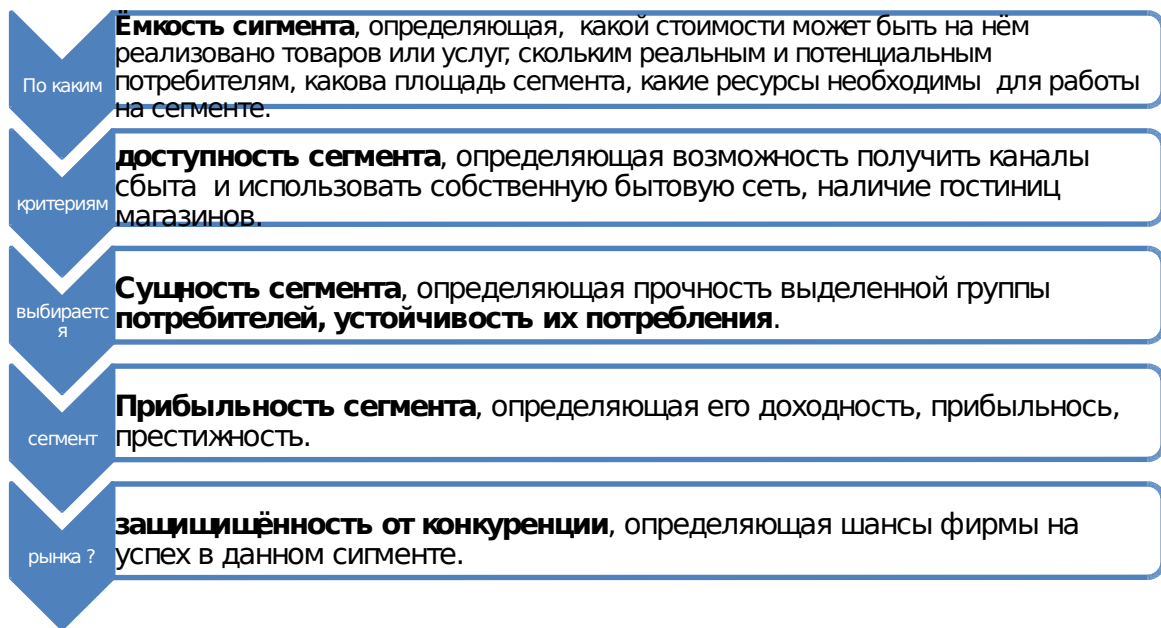 По каким
Ёмкость сигмента, определяющая, какой стоимости может быть на нём
реализовано товаров или услуг, скольким реальным и потенциальным
потребителям, какова площадь сегмента, какие ресурсы необходимы для работы
на сегменте.
критериям
доступность сегмента, определяющая возможность получить каналы
сбыта и использовать собственную бытовую сеть, наличие гостиниц
магазинов.
выбираетс
я
Сущность сегмента, определяющая прочность выделенной группы
потребителей, устойчивость их потребления.
сегмент
Прибыльность сегмента, определяющая его доходность, прибыльнось,
престижность.
рынка ?
защищищённость от конкуренции, определяющая шансы фирмы на
успех в данном сигменте.